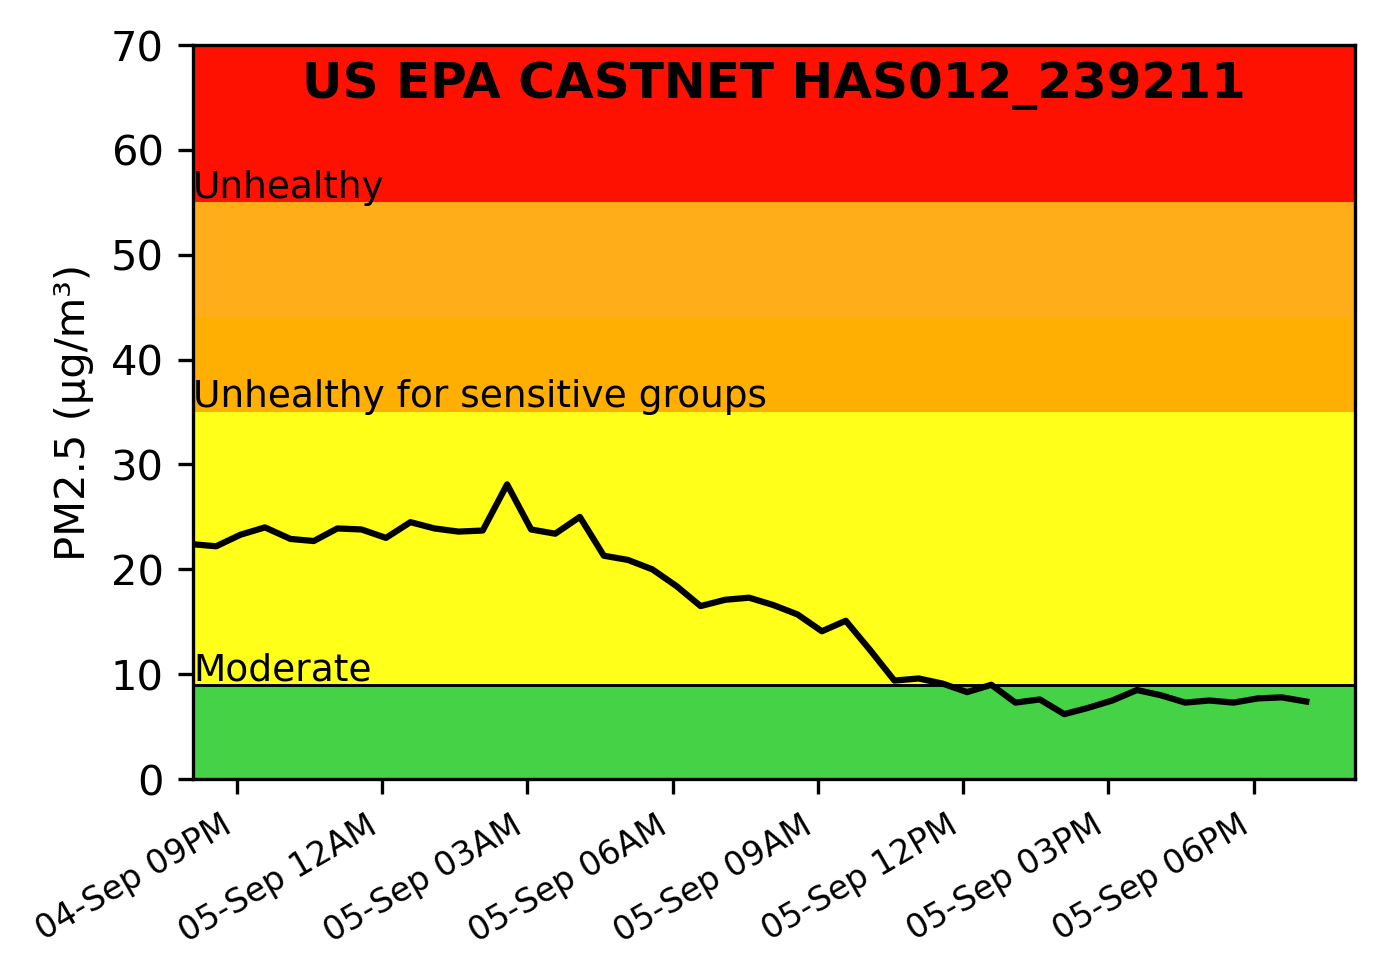 US EPA CASTNET HAS012_239211
70
60
Unhealthy
50
40
Unhealthy for sensitive groups
30
20
10
Moderate
0
PM2.5 (µg/m³)
04-Sep 09PM
05-Sep 12AM
05-Sep 03AM
05-Sep 06AM
05-Sep 09AM
05-Sep 12PM
05-Sep 03PM
05-Sep 06PM